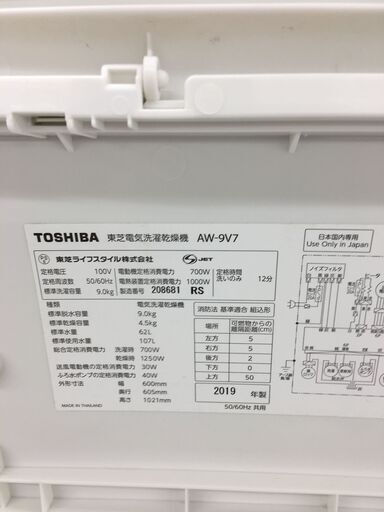 TOSHIBA 東芝電気洗濯乾燥機 AW-9V7
日本国内専用
Use Only in Japan
東芝ライフスタイル株式会社 JET
定格電圧 100V 電動機定格消費電力 700W 定格時間 12分
定格周波数 50/60Hz 電熱装置定格消費電力 1000W 洗いのみ
標準洗濯容量 9.0kg 製造番号 208681 RS
種類 電気洗濯乾燥機
標準脱水容量 9.0kg
標準乾燥容量 4.5kg
標準水量 62L
標準使用水量 107L
総合定格消費電力 洗濯時 700W
乾燥時 1250W
送風電動機の定格消費電力 30W
ふろ水ポンプの定格消費電力 40W
外形寸法 幅 600mm
奥行 605mm
高さ 1021mm
MADE IN THAILAND
消防法 基準適合 組込形
場所 可燃物からの離隔距離(cm)
左方 5
右方 5
後方 2
下方 0
上方 50
2019 年製
50/60Hz 共用
ノイズフィルタ